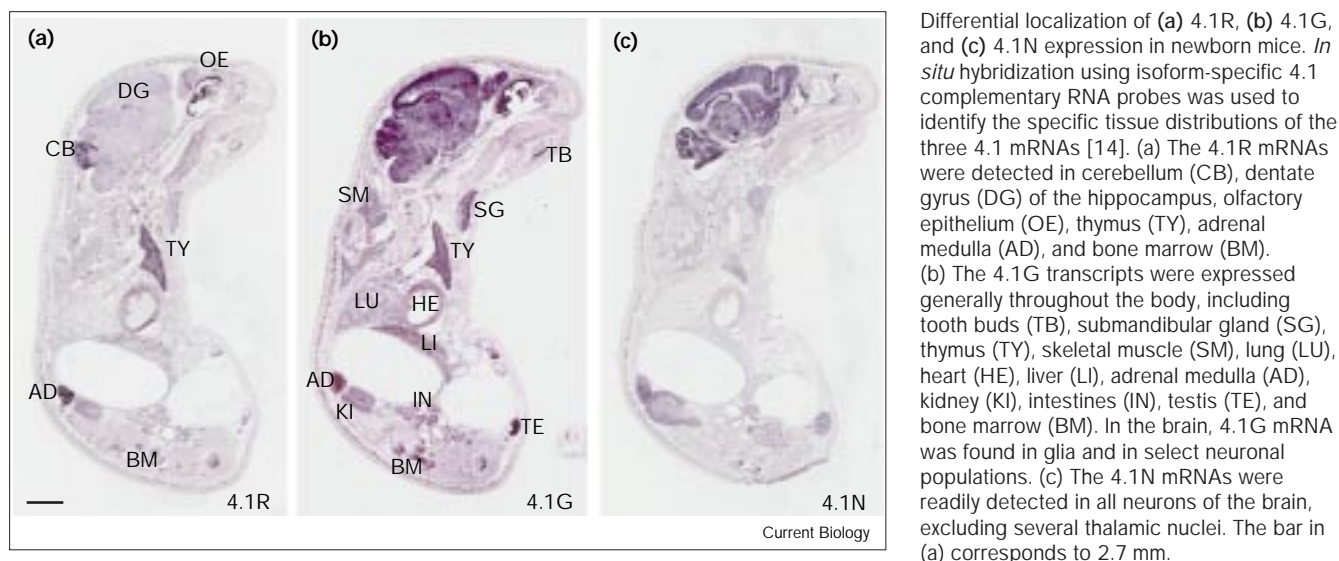 (a)
OE
DG
CB
TY
AD
BM
4.1R
(b)
TB
SM
SG
TY
LU
HE
LI
AD
KI
IN
TE
BM
4.1G
(c)
4.1N
Current Biology
Differential localization of (a) 4.1R, (b) 4.1G,
and (c) 4.1N expression in newborn mice. In
situ hybridization using isoform-specific 4.1
complementary RNA probes was used to
identify the specific tissue distributions of the
three 4.1 mRNAs [14]. (a) The 4.1R mRNAs
were detected in cerebellum (CB), dentate
gyrus (DG) of the hippocampus, olfactory
epithelium (OE), thymus (TY), adrenal
medulla (AD), and bone marrow (BM).
(b) The 4.1G transcripts were expressed
generally throughout the body, including
tooth buds (TB), submandibular gland (SG),
thymus (TY), skeletal muscle (SM), lung (LU),
heart (HE), liver (LI), adrenal medulla (AD),
kidney (KI), intestines (IN), testis (TE), and
bone marrow (BM). In the brain, 4.1G mRNA
was found in glia and in select neuronal
populations. (c) The 4.1N mRNAs were
readily detected in all neurons of the brain,
excluding several thalamic nuclei. The bar in
(a) corresponds to 2.7 mm.